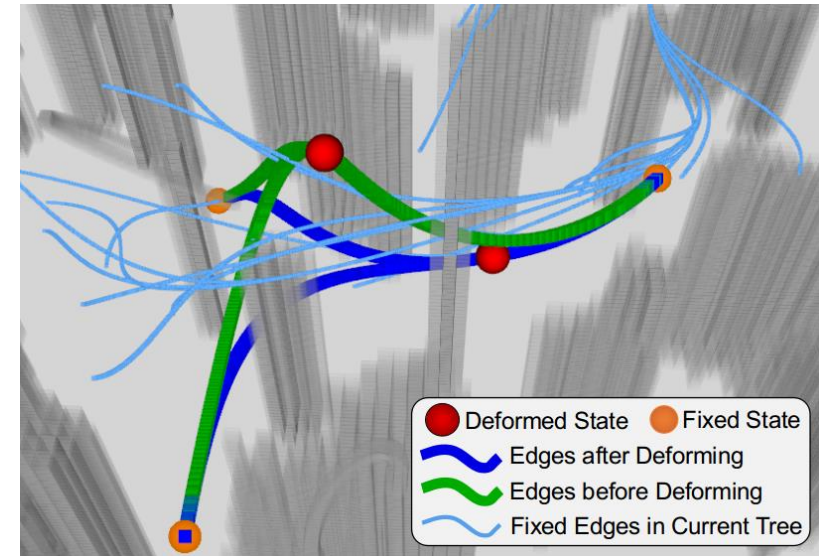 Deformed State Fixed State
Edges after Deforming
Edges before Deforming
Fixed Edges in Current Tree